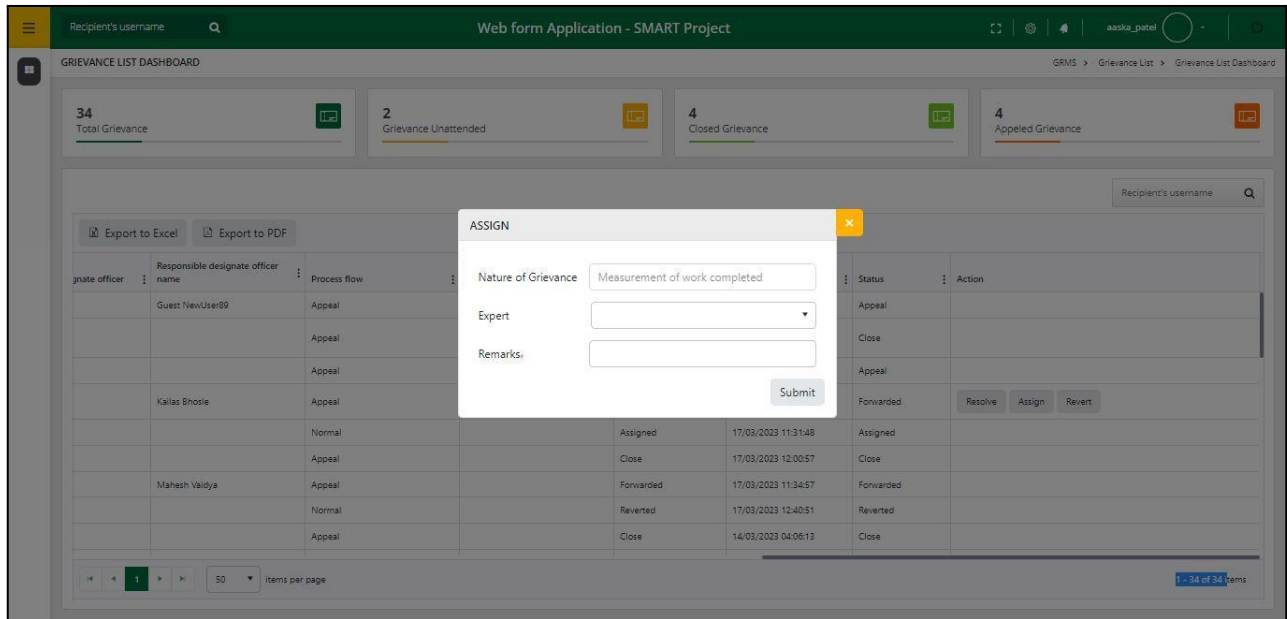 Recipient's username
Web form Application - SMART Project
aaska_patel
GRIEVANCE LIST DASHBOARD
GRMS > Grievance List > Grievance List Dashboard
34
Total Grievance
2
Grievance Unattended
4
Closed Grievance
4
Appeled Grievance
Recipient's username
Export to Excel Export to PDF
ASSIGN
×
Nature of Grievance Measurement of work completed
Expert
Remarks
Submit
gnate officer Responsible designate officer name Process flow Status Action
Guest NewUser89 Appeal Appeal
Appeal Close
Appeal Appeal
Kailas Bhosle Appeal Forwarded Resolve Assign Revert
Normal Assigned 17/03/2023 11:31:48 Assigned
Appeal Close 17/03/2023 12:00:57 Close
Mahesh Vaidya Appeal Forwarded 17/03/2023 11:34:57 Forwarded
Normal Reverted 17/03/2023 12:40:51 Reverted
Appeal Close 14/03/2023 04:06:13 Close
1 50 items per page
1 - 34 of 34 items